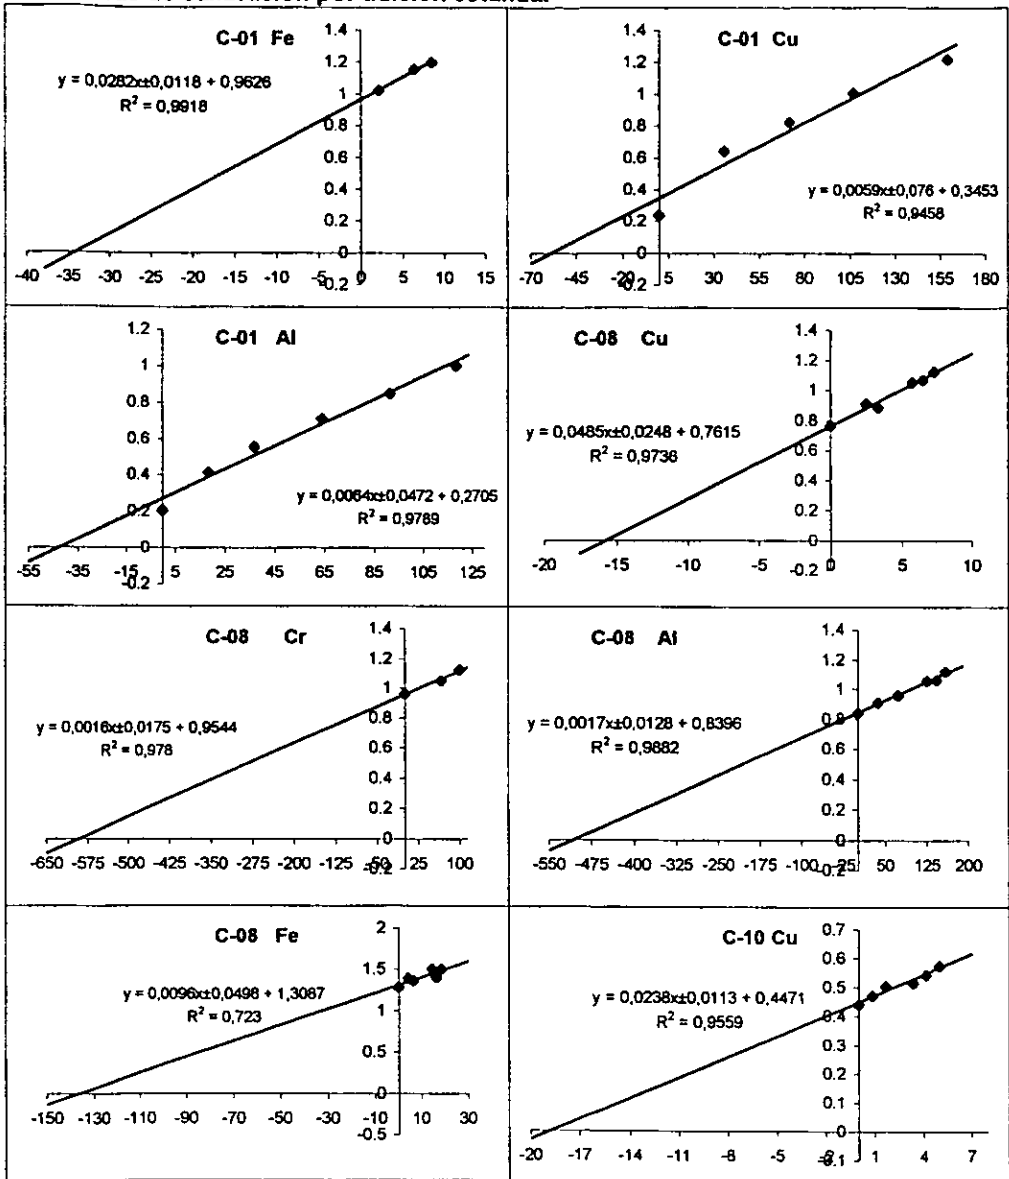 C-01 Fe
y = 0,0282x±0,0118 + 0,9626
R² = 0,9918
1.4
1.2
1
0.8
0.6
0.4
0.2
0
-0.2
-40 -35 -30 -25 -20 -15 -10 -5 0 5 10 15
C-01 Cu
y = 0,0059x±0,076 + 0,3453
R² = 0,9458
1.4
1.2
1
0.8
0.6
0.4
0.2
0
-0.2
-70 -45 -20 5 30 55 80 105 130 155 180
C-01 Al
y = 0,0064x±0,0472 + 0,2705
R² = 0,9789
1.2
1
0.8
0.6
0.4
0.2
0
-0.2
-55 -35 -15 5 25 45 65 85 105 125
C-08 Cu
y = 0,0485x±0,0248 + 0,7615
R² = 0,9736
1.4
1.2
1
0.8
0.6
0.4
0.2
0
-0.2
-20 -15 -10 -5 0 5 10
C-08 Cr
y = 0,0016x±0,0175 + 0,9544
R² = 0,978
1.4
1.2
1
0.8
0.6
0.4
0.2
0
-0.2
-650 -575 -500 -425 -350 -275 -200 -125 -50 25 100
C-08 Al
y = 0,0017x±0,0128 + 0,8396
R² = 0,9882
1.4
1.2
1
0.8
0.6
0.4
0.2
0
-0.2
-550 -475 -400 -325 -250 -175 -100 -25 50 125 200
C-08 Fe
y = 0,0096x±0,0498 + 1,3087
R² = 0,723
2
1.5
1
0.5
0
-0.5
-150 -130 -110 -90 -70 -50 -30 -10 10 30
C-10 Cu
y = 0,0238x±0,0113 + 0,4471
R² = 0,9559
0.7
0.6
0.5
0.4
0.3
0.2
0.1
0
-0.1
-20 -17 -14 -11 -8 -5 -2 1 4 7